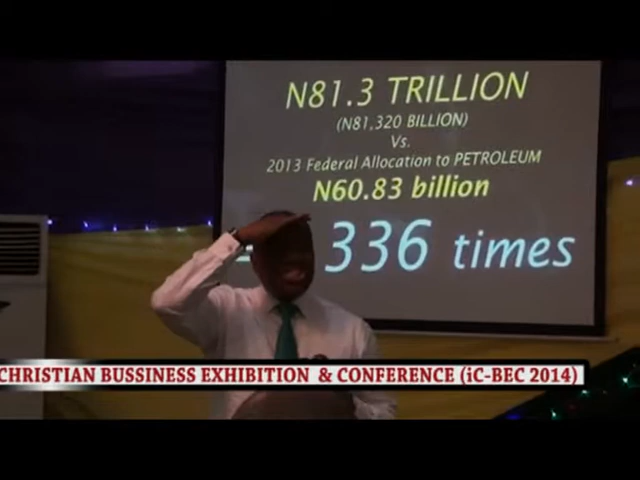 N81.3 TRILLION
(N81,320 BILLION)
Vs.
2013 Federal Allocation to PETROLEUM
N60.83 billion
336 times
CHRISTIAN BUSSINESS EXHIBITION & CONFERENCE (iC-BEC 2014)